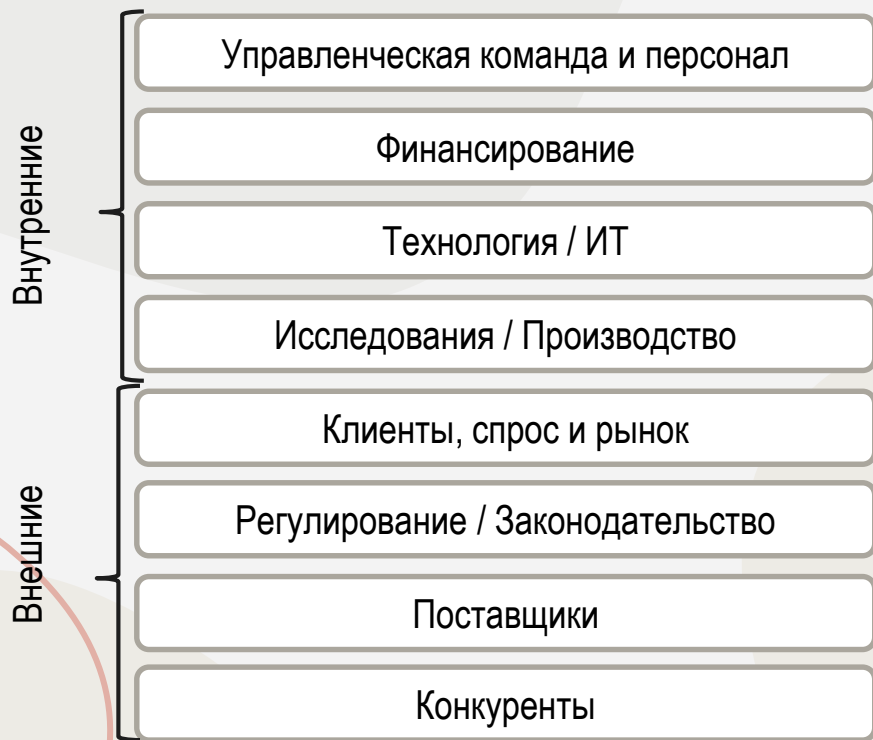 Внутренние
Управленческая команда и персонал
Финансирование
Технология / ИТ
Исследования / Производство
Внешние
Клиенты, спрос и рынок
Регулирование / Законодательство
Поставщики
Конкуренты